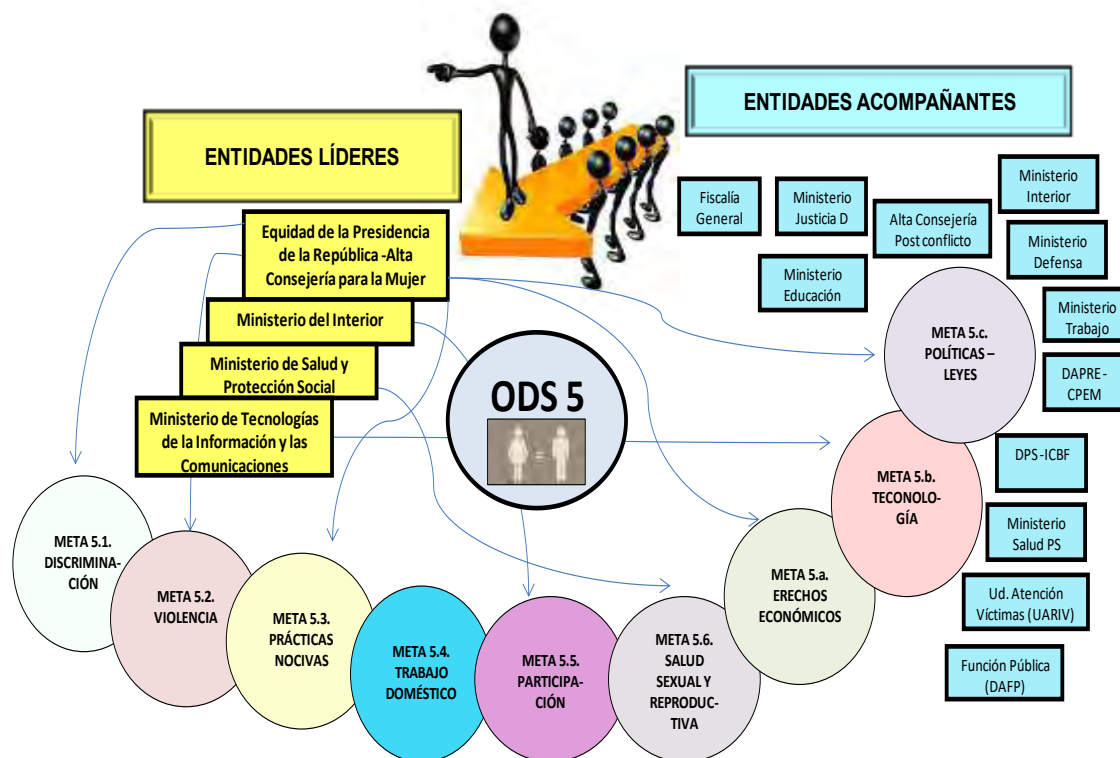 ENTIDADES LÍDERES
Equidad de la Presidencia
de la República -Alta
Consejería para la Mujer
Ministerio del Interior
Ministerio de Salud y
Protección Social
Ministerio de Tecnologías
de la Información y las
Comunicaciones
ENTIDADES ACOMPAÑANTES
Fiscalía
General
Ministerio
Justicia D
Alta Consejería
Post conflicto
Ministerio
Interior
Ministerio
Educación
Ministerio
Defensa
Ministerio
Trabajo
DAPRE -
CPEM
DPS -ICBF
Ministerio
Salud PS
Ud. Atención
Víctimas (UARIV)
Función Pública
(DAFP)
ODS 5
=
META 5.1.
DISCRIMINA-
CIÓN
META 5.2.
VIOLENCIA
META 5.3.
PRÁCTICAS
NOCIVAS
META 5.4.
TRABAJO
DOMÉSTICO
META 5.5.
PARTICIPA-
CIÓN
META 5.6.
SALUD
SEXUAL Y
REPRODUC-
TIVA
META 5.a.
ERECHOS
ECONÓMICOS
META 5.b.
TECONOLO-
GÍA
META 5.c.
POLÍTICAS –
LEYES